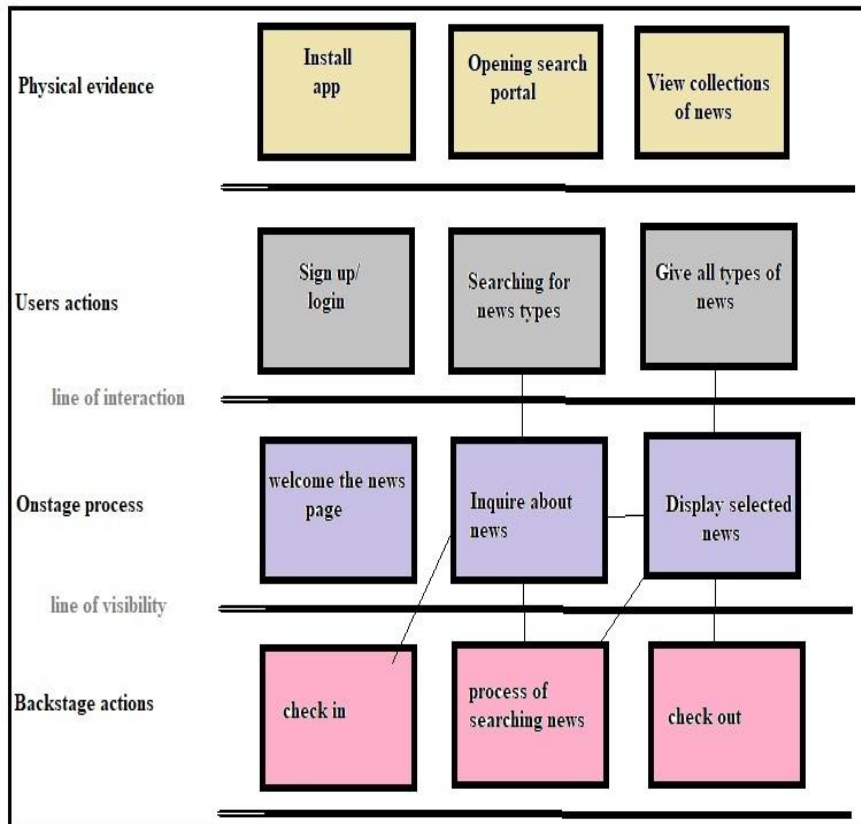 Physical evidence
Install
app
Opening search
portal
View collections
of news
Users actions
Sign up/
login
Searching for
news types
Give all types of
news
line of interaction
Onstage process
welcome the news
page
Inquire about
news
Display selected
news
line of visibility
Backstage actions
check in
process of
searching news
check out